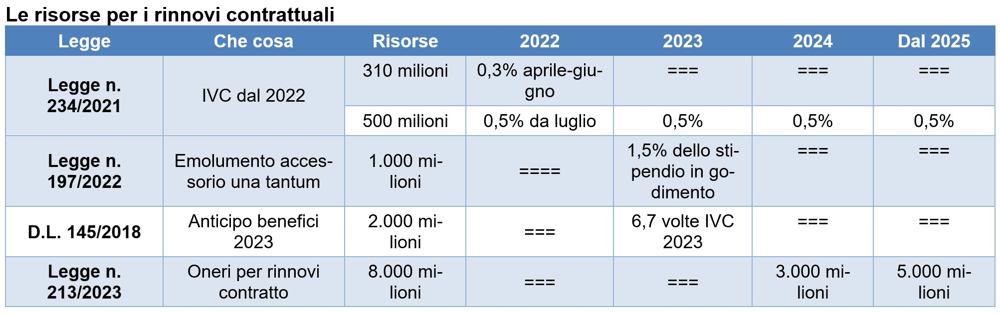 Le risorse per i rinnovi contrattuali
Legge Che cosa Risorse 2022 2023 2024 Dal 2025
Legge n.
234/2021
IVC dal 2022
310 milioni
0,3% aprile-giu-
gno
===
===
===
500 milioni
0,5% da luglio
0,5%
0,5%
0,5%
Legge n.
197/2022
Emolumento acces-
sorio una tantum
1.000 mi-
lioni
====
1,5% dello sti-
pendio in go-
dimento
===
===
D.L. 145/2018
Anticipo benefici
2023
2.000 mi-
lioni
===
6,7 volte IVC
2023
===
===
Legge n.
213/2023
Oneri per rinnovi
contratto
8.000 mi-
lioni
===
===
3.000 mi-
lioni
5.000 mi-
lioni